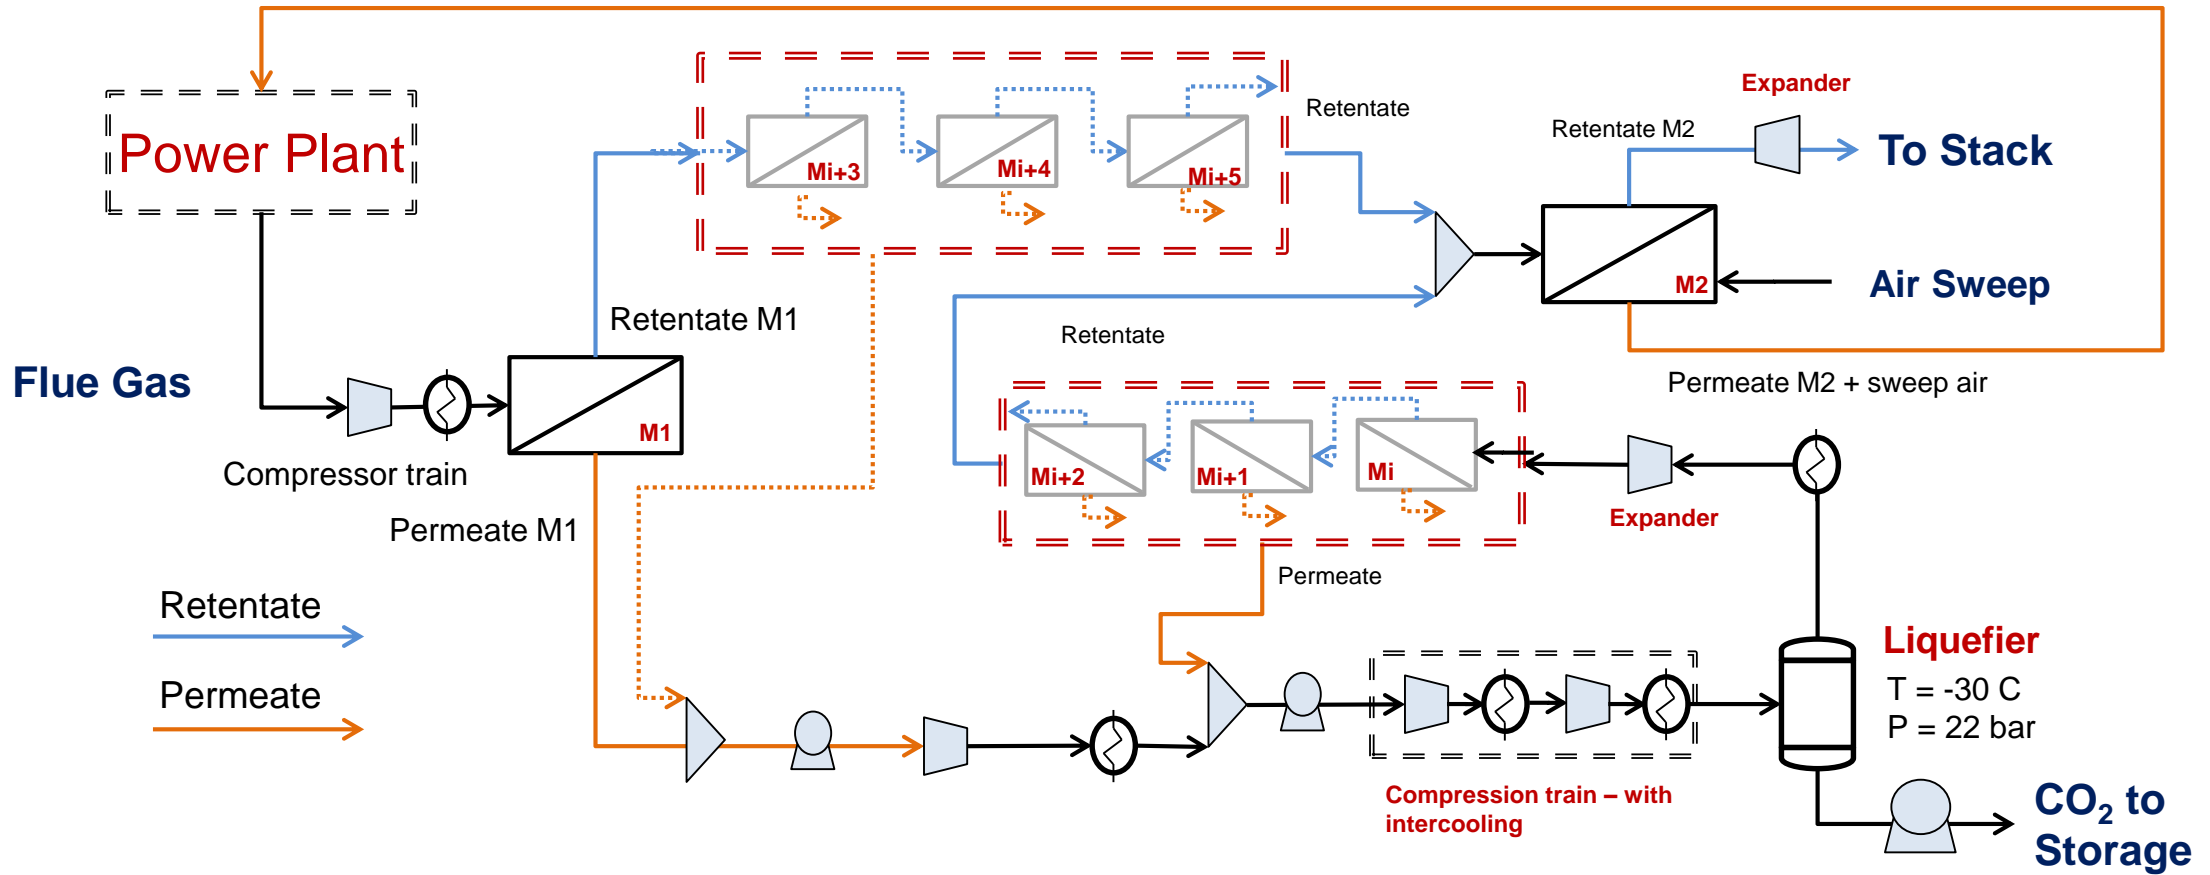 Power Plant
Mi+3
Mi+4
Mi+5
Retentate
Expander
Retentate M2
To Stack
M2
Air Sweep
Retentate M1
Retentate
Permeate M2 + sweep air
Flue Gas
M1
Compressor train
Permeate M1
Mi+2
Mi+1
Mi
Expander
Permeate
Retentate
Permeate
Liquefier
T = -30 C
P = 22 bar
Compression train – with
intercooling
CO₂ to
Storage